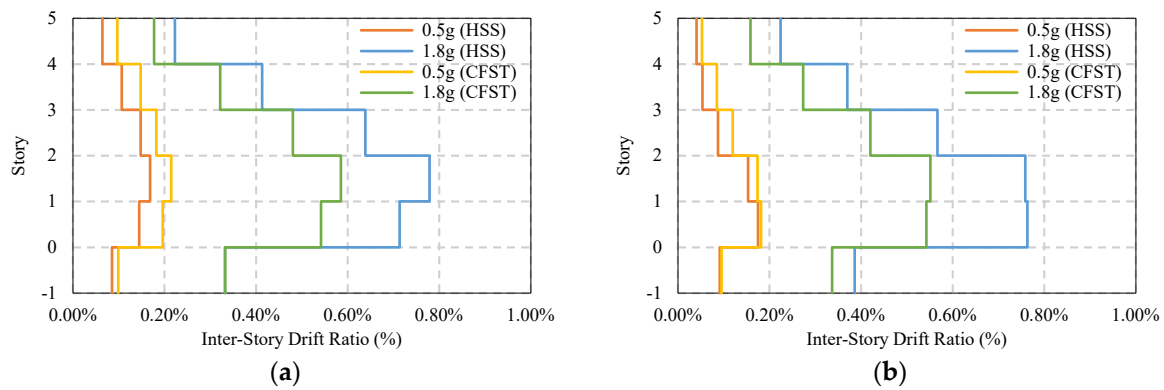 5
4
3
2
1
0
-1
Story
0.5g (HSS)
1.8g (HSS)
0.5g (CFST)
1.8g (CFST)
0.00% 0.20% 0.40% 0.60% 0.80% 1.00%
Inter-Story Drift Ratio (%)
(a)
5
4
3
2
1
0
-1
Story
0.5g (HSS)
1.8g (HSS)
0.5g (CFST)
1.8g (CFST)
0.00% 0.20% 0.40% 0.60% 0.80% 1.00%
Inter-Story Drift Ratio (%)
(b)